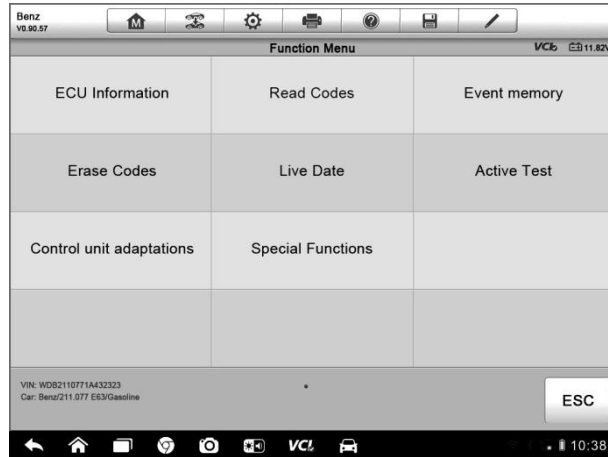 Benz
V0.90.57
Function Menu
VCI 11.82V
ECU Information
Read Codes
Event memory
Erase Codes
Live Date
Active Test
Control unit adaptations
Special Functions
VIN: WDB2110771A432323
Car: Benz/211.077 E63/Gasoline
ESC
VCI
10:38